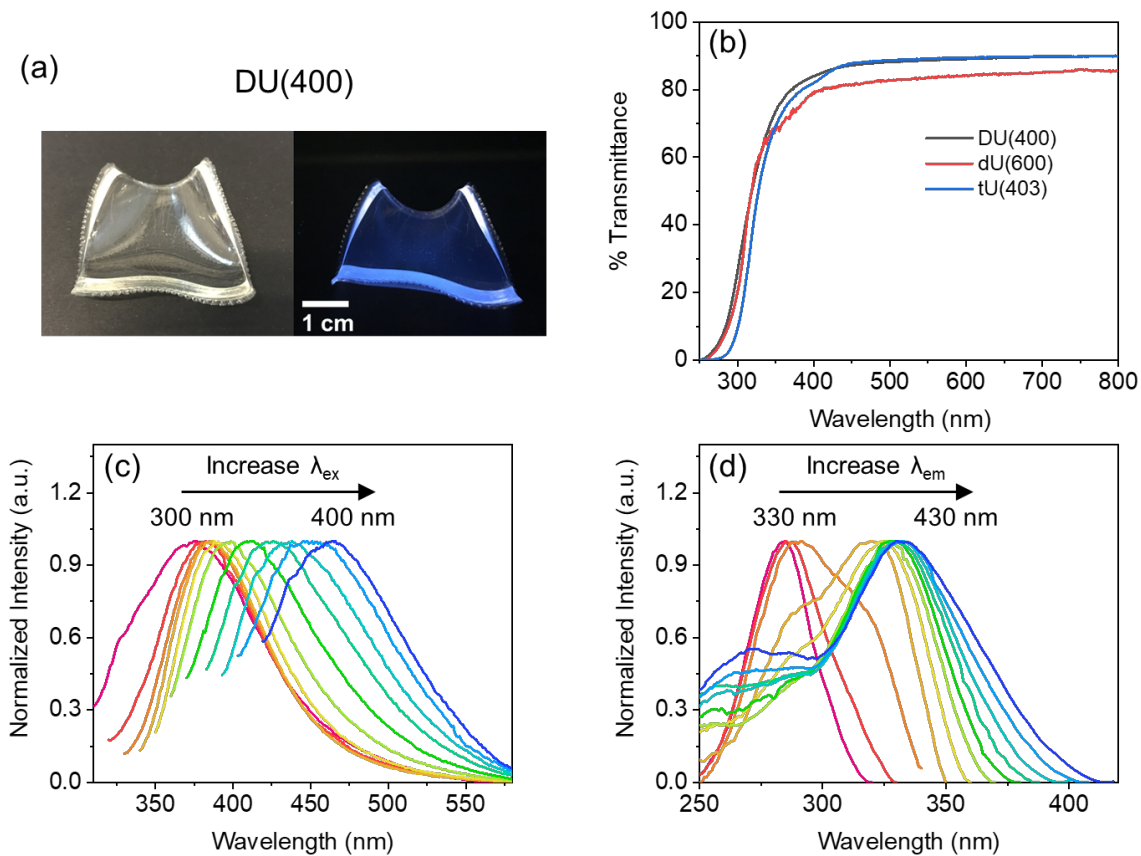 (a)
DU(400)
1 cm
(b)
100
80
60
40
20
0
% Transmittance
DU(400)
dU(600)
tU(403)
300 400 500 600 700 800
Wavelength (nm)
(c)
Increase λex
300 nm 400 nm
1.2
0.9
0.6
0.3
0.0
Normalized Intensity (a.u.)
350 400 450 500 550
Wavelength (nm)
(d)
Increase λem
330 nm 430 nm
1.2
0.9
0.6
0.3
0.0
Normalized Intensity (a.u.)
250 300 350 400
Wavelength (nm)